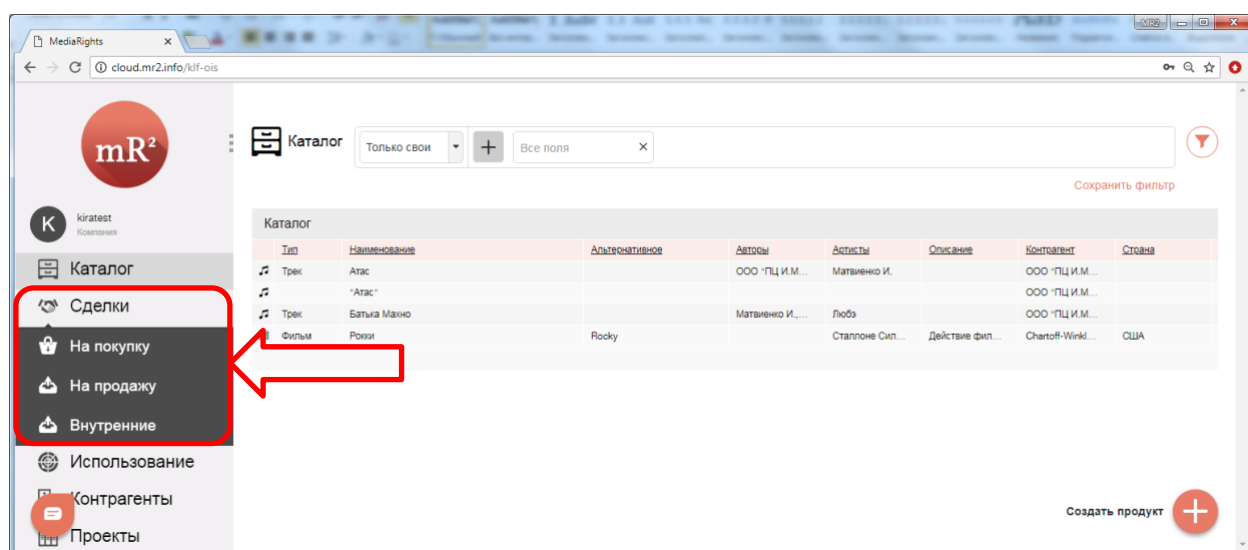 MR2
MediaRights
cloud.mr2.info/klf-ois
mR²
Каталог
Только свои
Все поля
Сохранить фильтр
K
kiratest
Компания
Каталог
Сделки
На покупку
На продажу
Внутренние
Использование
Контрагенты
Проекты
Каталог
Тип Наименование Альтернативное Авторы Артисты Описание Контрагент Страна
Трек Атас ООО "ПЦ И.М... Матвиенко И. ООО "ПЦ И.М...
"Атас" ООО "ПЦ И.М...
Трек Батька Махно Матвиенко И.,... Любэ ООО "ПЦ И.М...
Фильм Рокки Rocky Сталлоне Сил... Действие фил... Chartoff-Winkl... США
Создать продукт